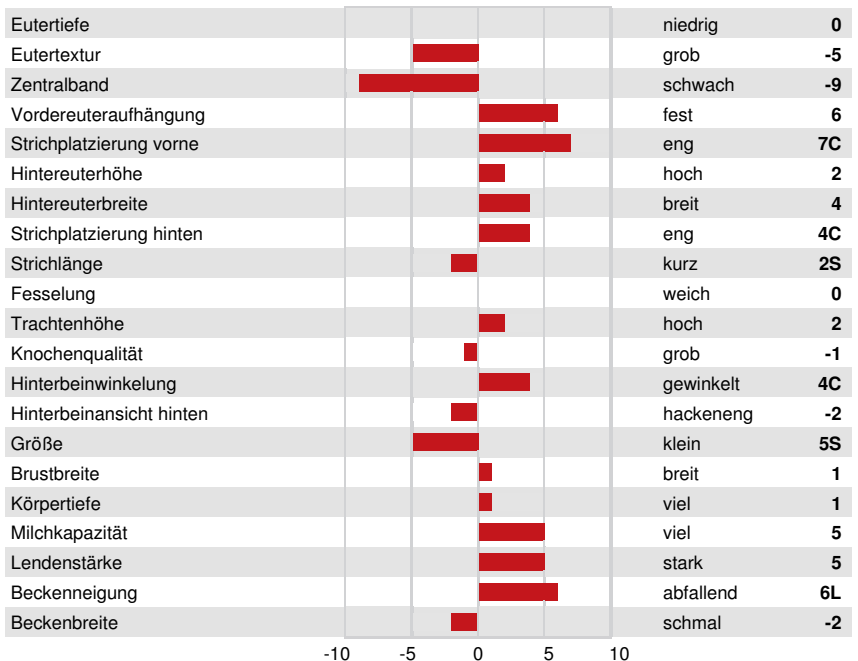 Eutertiefe niedrig 0
Eutertextur grob -5
Zentralband schwach -9
Vordereuteraufhängung fest 6
Strichplatzierung vorne eng 7C
Hintereuterhöhe hoch 2
Hintereuterbreite breit 4
Strichplatzierung hinten eng 4C
Strichlänge kurz 2S
Fesselung weich 0
Trachtenhöhe hoch 2
Knochenqualität grob -1
Hinterbeinwinkelung gewinkelt 4C
Hinterbeinansicht hinten hackeneng -2
Größe klein 5S
Brustbreite breit 1
Körpertiefe viel 1
Milchkapazität viel 5
Lendenstärke stark 5
Beckenneigung abfallend 6L
Beckenbreite schmal -2
-10 -5 0 5 10